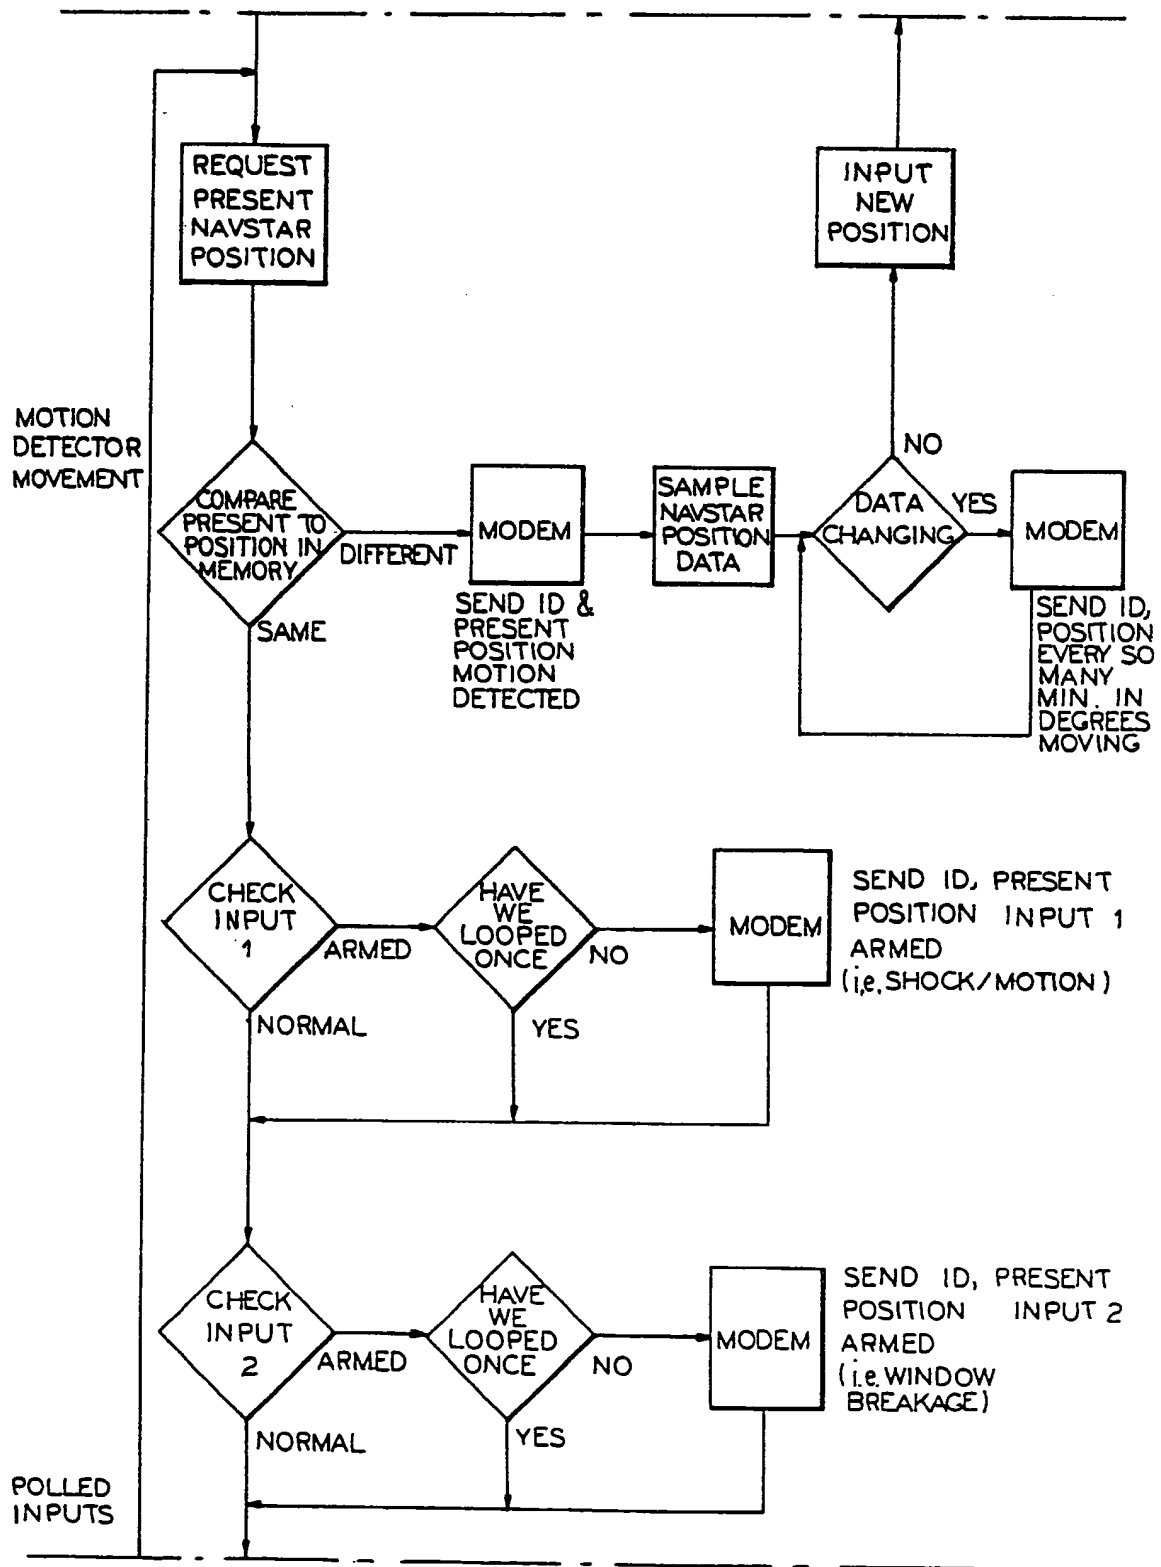 REQUEST
PRESENT
NAVSTAR
POSITION
INPUT
NEW
POSITION
MOTION
DETECTOR
MOVEMENT
COMPARE
PRESENT TO
POSITION IN
MEMORY
DIFFERENT
SAME
MODEM
SEND ID &
PRESENT
POSITION
MOTION
DETECTED
SAMPLE
NAVSTAR
POSITION
DATA
DATA
CHANGING
NO
YES
MODEM
SEND ID,
POSITION
EVERY SO
MANY
MIN. IN
DEGREES
MOVING
CHECK
INPUT
1
ARMED
NORMAL
HAVE
WE
LOOPED
ONCE
NO
YES
MODEM
SEND ID, PRESENT
POSITION INPUT 1
ARMED
(i,e. SHOCK/MOTION)
CHECK
INPUT
2
ARMED
NORMAL
HAVE
WE
LOOPED
ONCE
NO
YES
MODEM
SEND ID, PRESENT
POSITION INPUT 2
ARMED
(i.e. WINDOW
BREAKAGE)
POLLED
INPUTS